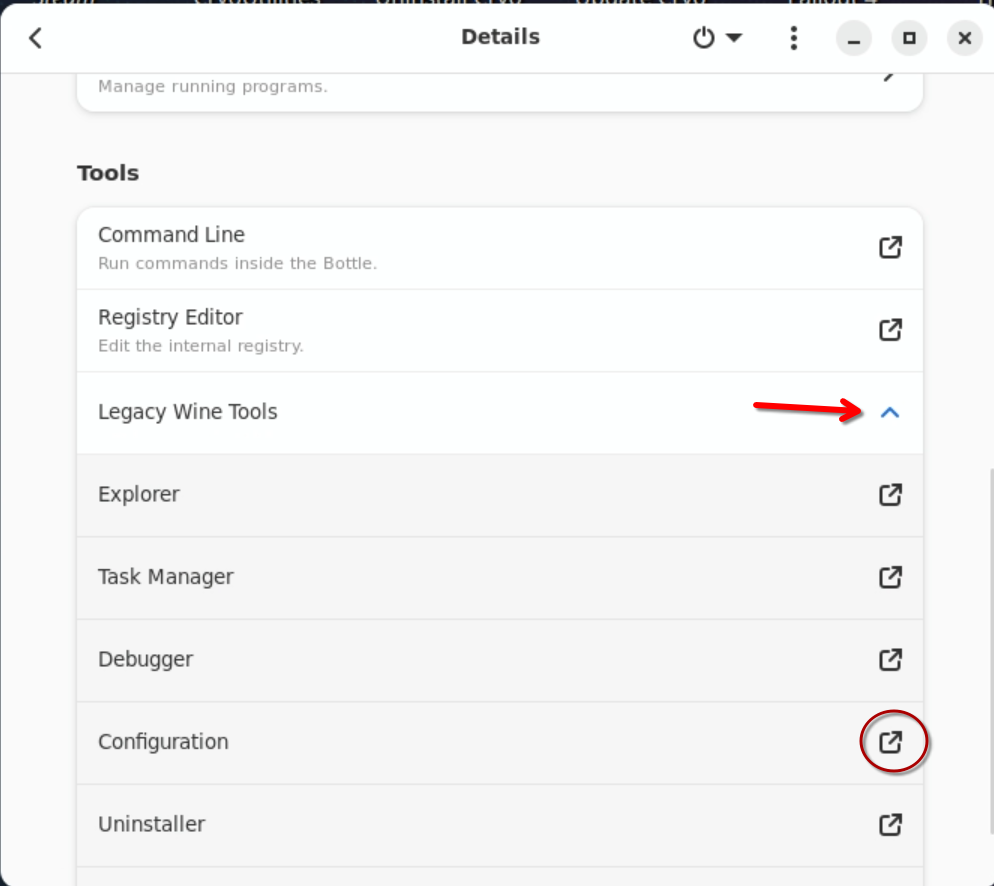 Details
Manage running programs.
Tools
Command Line
Run commands inside the Bottle.
Registry Editor
Edit the internal registry.
Legacy Wine Tools
Explorer
Task Manager
Debugger
Configuration
Uninstaller